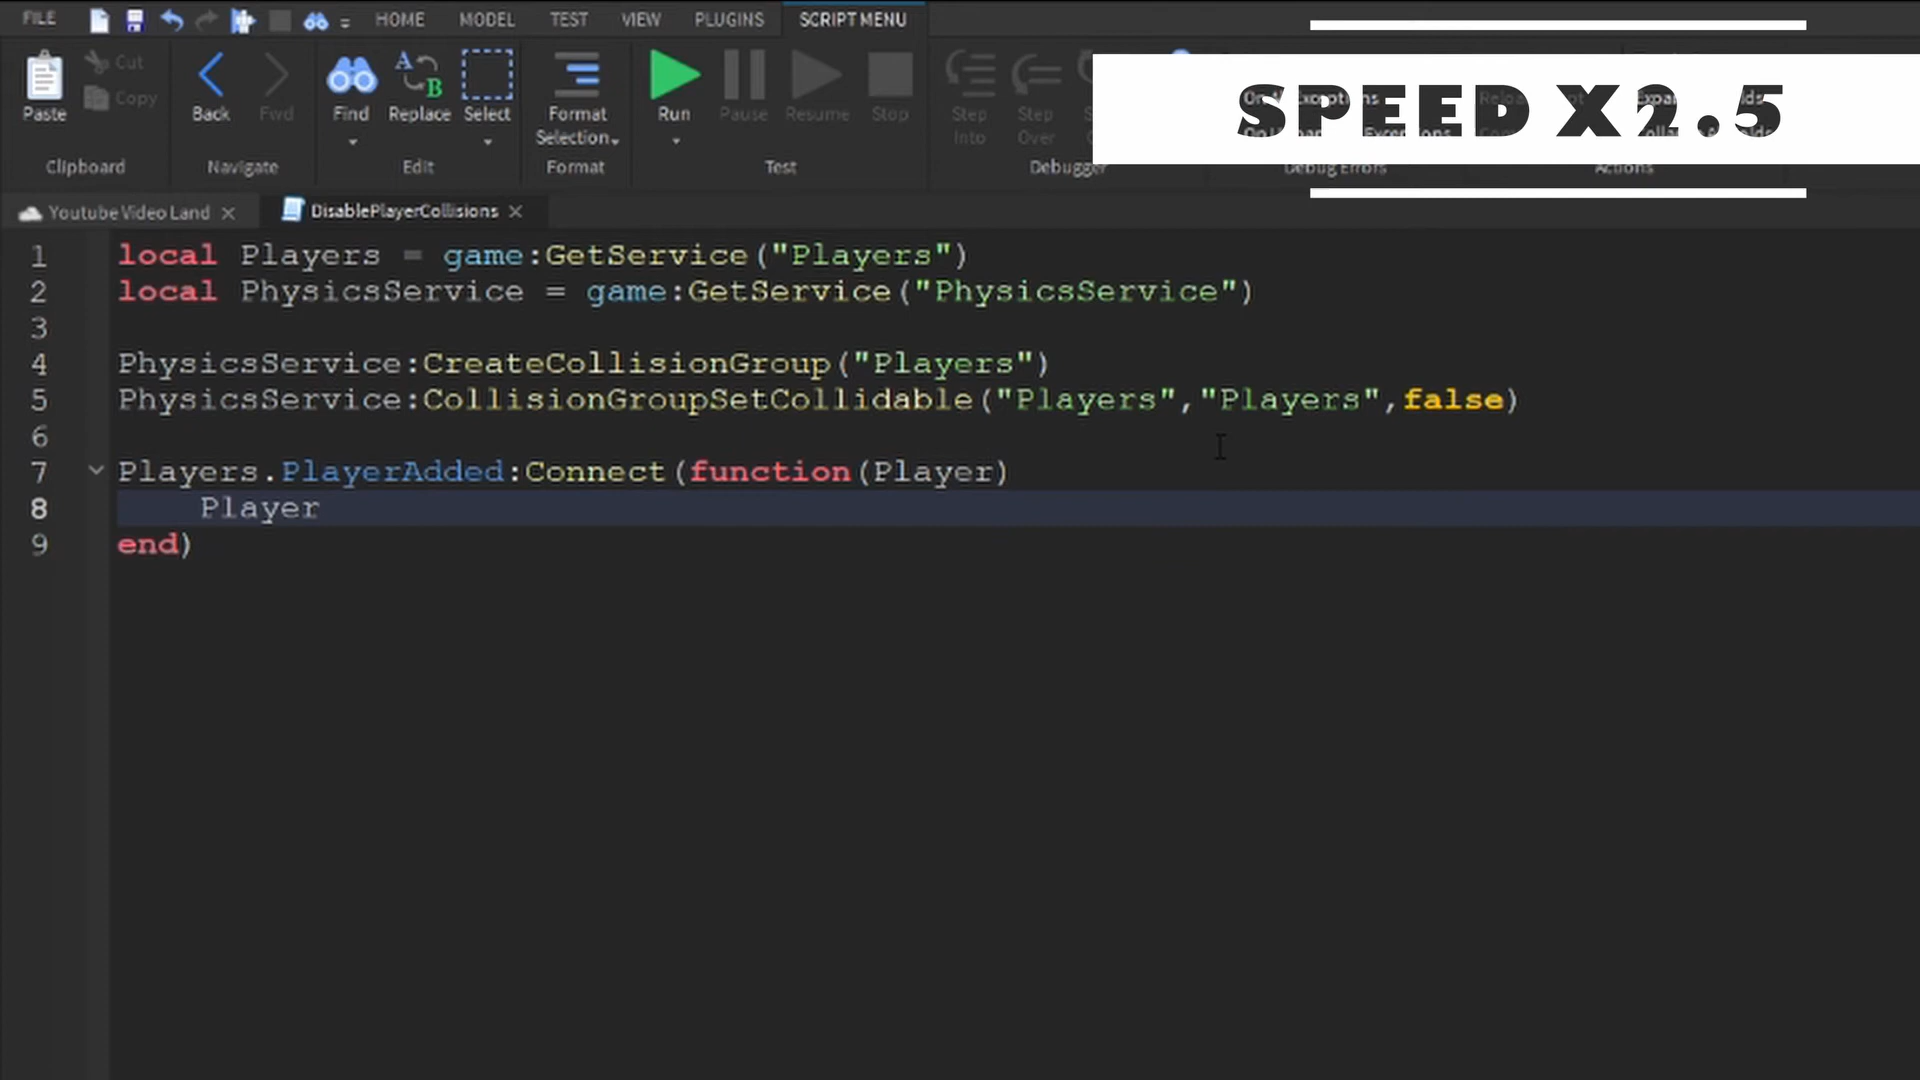 FILE HOME MODEL TEST VIEW PLUGINS SCRIPT MENU
SPEED X2.5
Cut
Copy
Paste Back Fwd Find Replace Select Format Selection Run Pause Resume Stop Step Into Step Over
Clipboard Navigate Edit Format Test Debugger Debug Errors Actions
Youtube Video Land DisablePlayerCollisions
1 local Players = game:GetService("Players")
2 local PhysicsService = game:GetService("PhysicsService")
3
4 PhysicsService:CreateCollisionGroup("Players")
5 PhysicsService:CollisionGroupSetCollidable("Players","Players",false)
6
7 Players.PlayerAdded:Connect(function(Player)
8 Player
9 end)